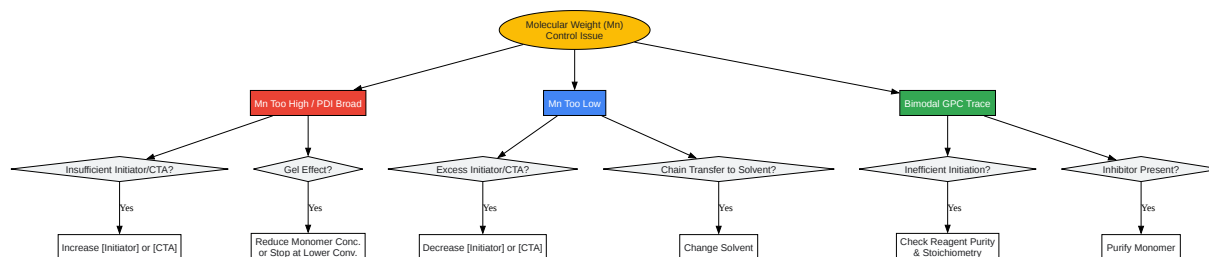 Molecular Weight (Mn)
Control Issue
Mn Too High / PDI Broad
Mn Too Low
Bimodal GPC Trace
Insufficient Initiator/CTA?
Gel Effect?
Excess Initiator/CTA?
Chain Transfer to Solvent?
Inefficient Initiation?
Inhibitor Present?
Yes
Yes
Yes
Yes
Yes
Yes
Increase [Initiator] or [CTA]
Reduce Monomer Conc.
or Stop at Lower Conv.
Decrease [Initiator] or [CTA]
Change Solvent
Check Reagent Purity
& Stoichiometry
Purify Monomer